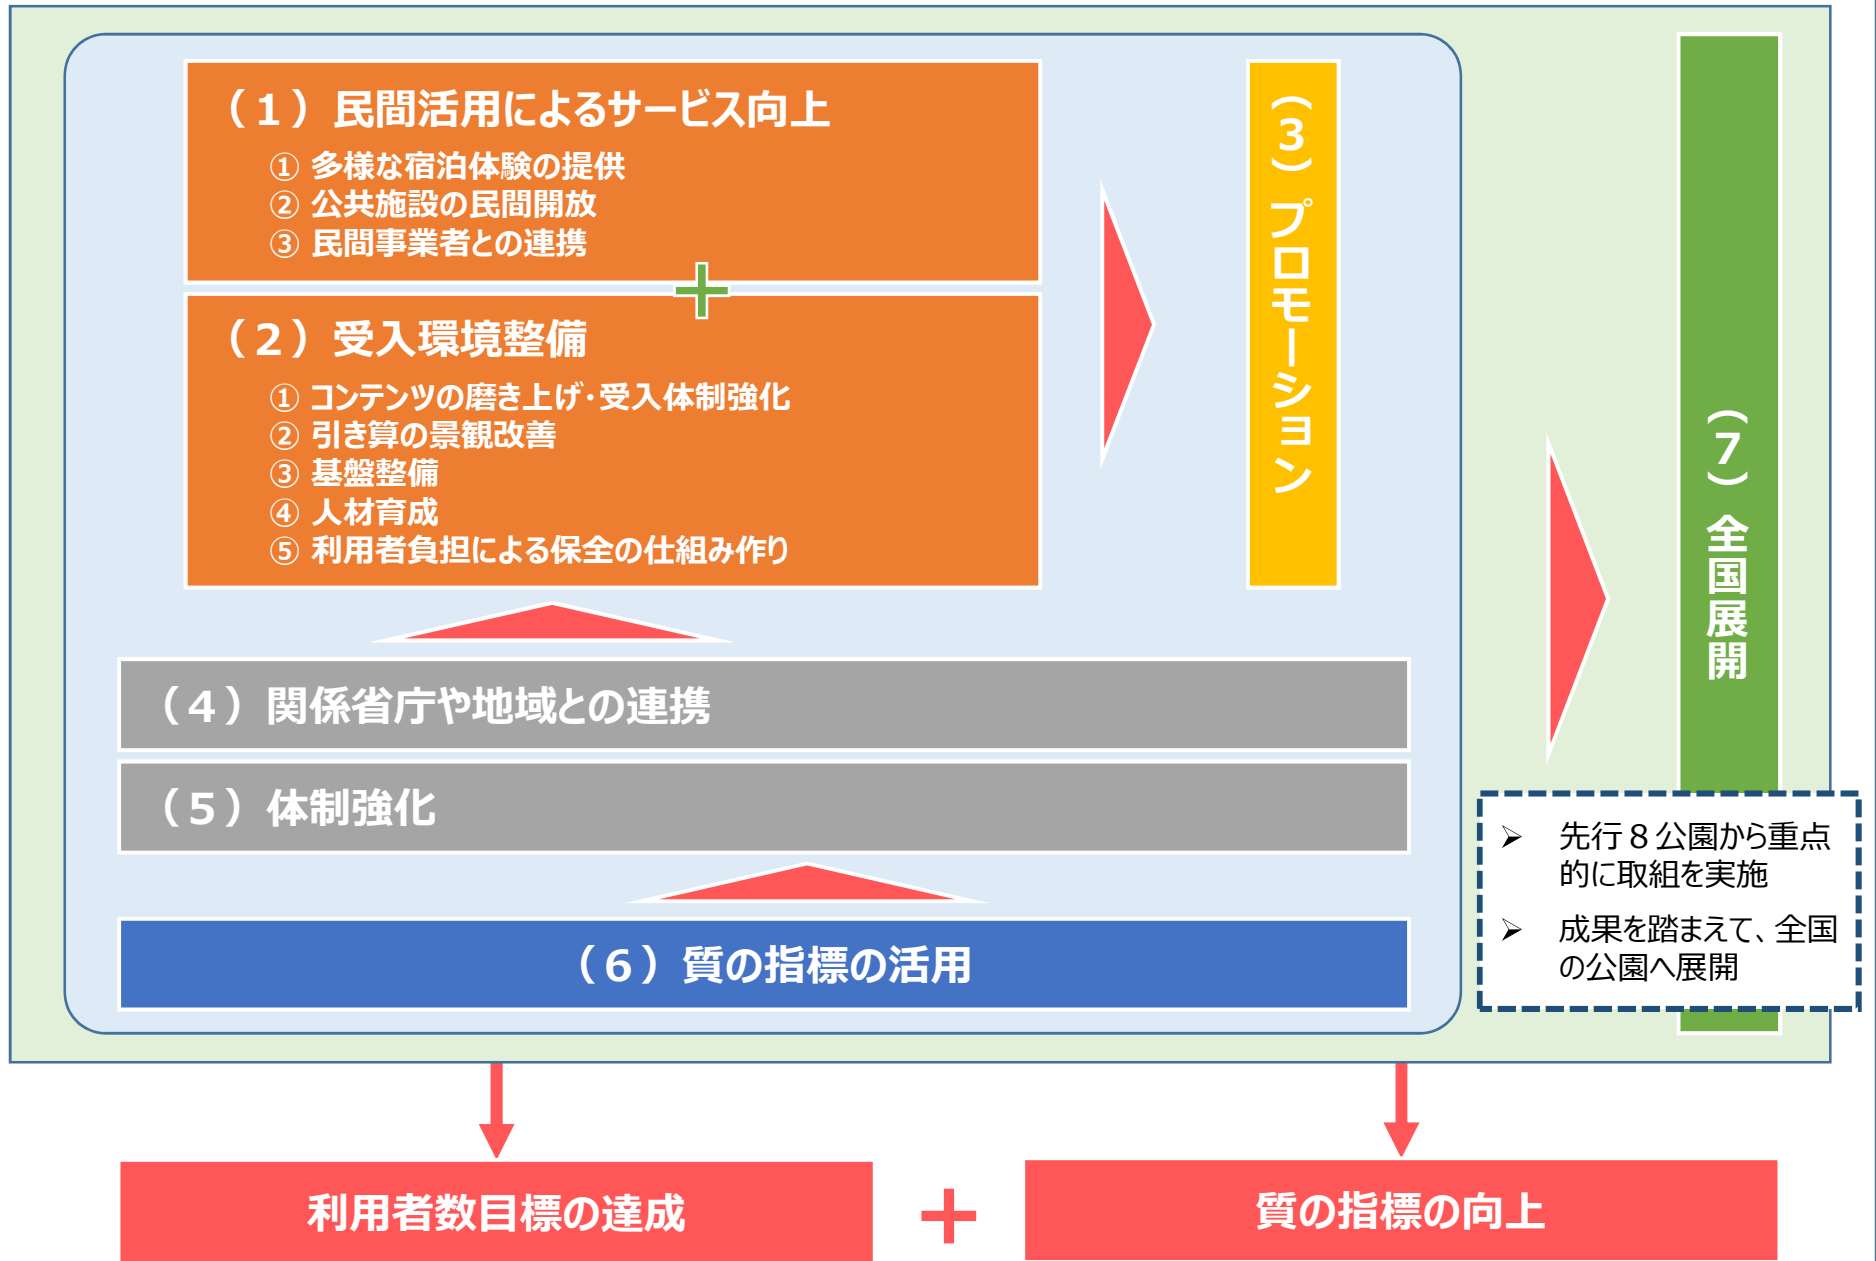 （１）民間活用によるサービス向上
① 多様な宿泊体験の提供
② 公共施設の民間開放
③ 民間事業者との連携
（２）受入環境整備
① コンテンツの磨き上げ・受入体制強化
② 引き算の景観改善
③ 基盤整備
④ 人材育成
⑤ 利用者負担による保全の仕組み作り
（３）プロモーション
（４）関係省庁や地域との連携
（５）体制強化
（６）質の指標の活用
（７）全国展開
➢ 先行８公園から重点
的に取組を実施
➢ 成果を踏まえて、全国
の公園へ展開
利用者数目標の達成
＋
質の指標の向上